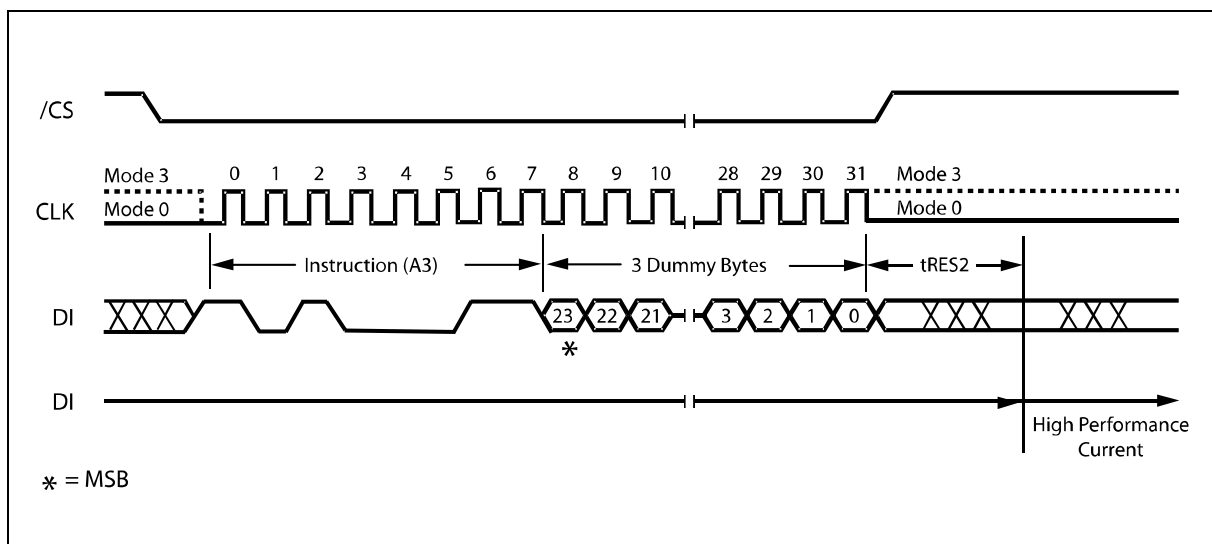 /CS
Mode 3 0 1 2 3 4 5 6 7 8 9 10 28 29 30 31 Mode 3
CLK Mode 0 Mode 0
Instruction (A3) 3 Dummy Bytes tRES2
DI 23 22 21 3 2 1 0
*
DI
High Performance
Current
* = MSB